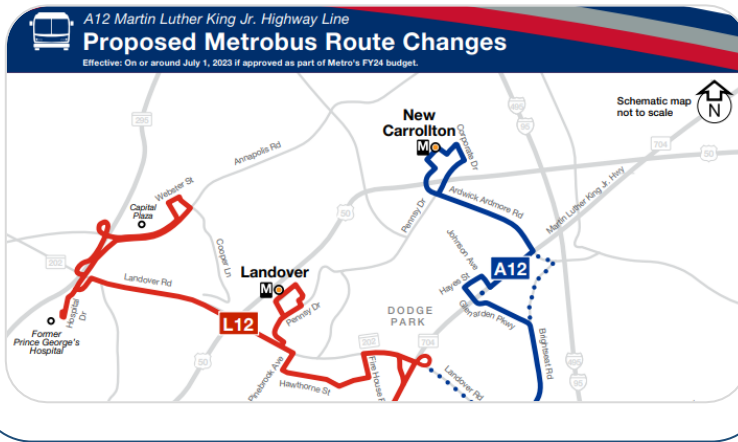 A12 Martin Luther King Jr. Highway Line
Proposed Metrobus Route Changes
Effective: On or around July 1, 2023 if approved as part of Metro's FY24 budget.
Schematic map
not to scale
N
New
Carrollton
M
Corporate Dr
495
95
704
50
295
Annapolis Rd
Webster St
Capital
Plaza
50
Pennsy Dr
Ardwick Ardmore Rd
Martin Luther King Jr. Hwy
Johnson Ave
A12
Hayes St
Glenarden Pkwy
Brightseat Rd
202
Landover Rd
Cooper Ln
Landover
M
Pennsy Dr
DODGE
PARK
Hospital
Dr
L12
Former
Prince George's
Hospital
50
Pinebrook Ave
Hawthorne St
202
704
Fire House R
Landover Rd
495
95